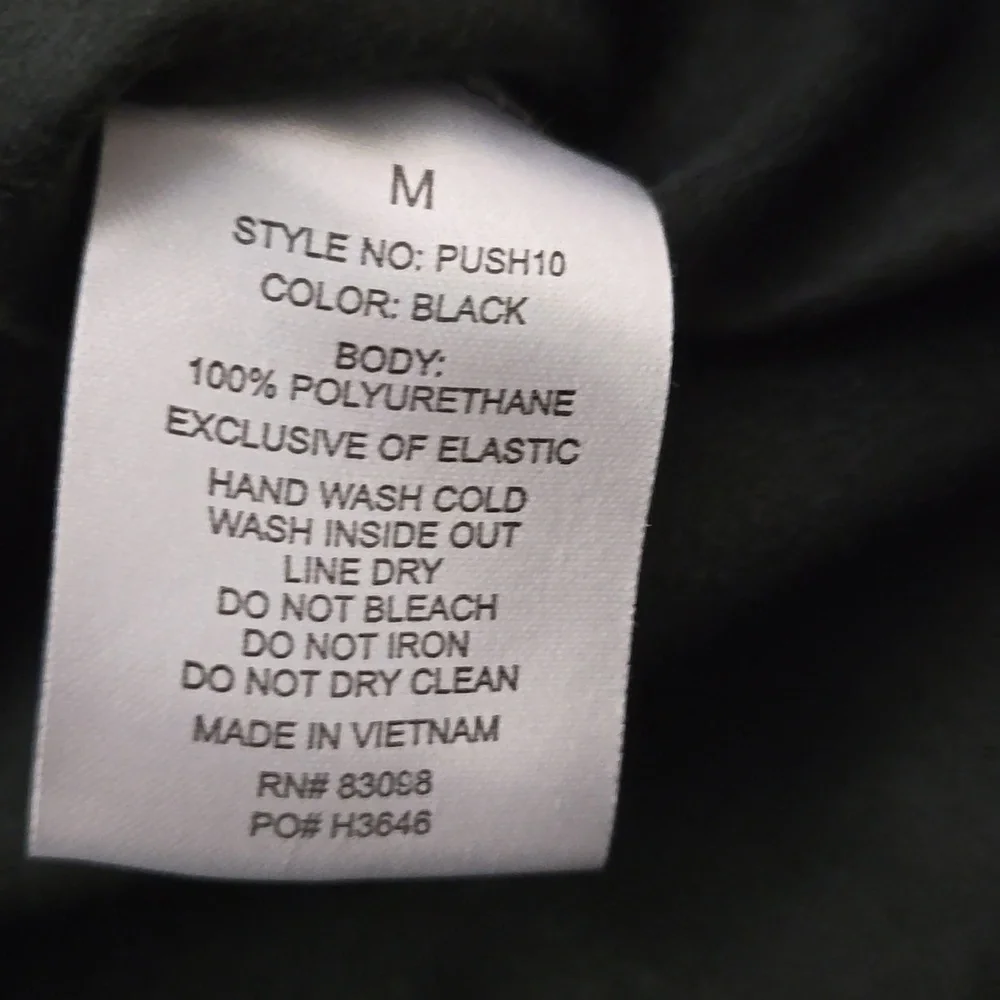 M
STYLE NO: PUSH10
COLOR: BLACK
BODY:
100% POLYURETHANE
EXCLUSIVE OF ELASTIC
HAND WASH COLD
WASH INSIDE OUT
LINE DRY
DO NOT BLEACH
DO NOT IRON
DO NOT DRY CLEAN
MADE IN VIETNAM
RN# 83098
PO# H3646